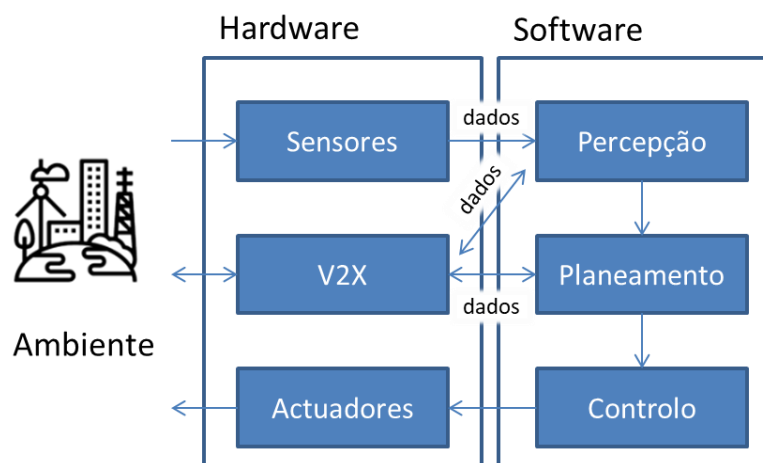 Hardware
Software
Sensores
dados
Percepção
dados
V2X
dados
Planeamento
Ambiente
Actuadores
Controlo